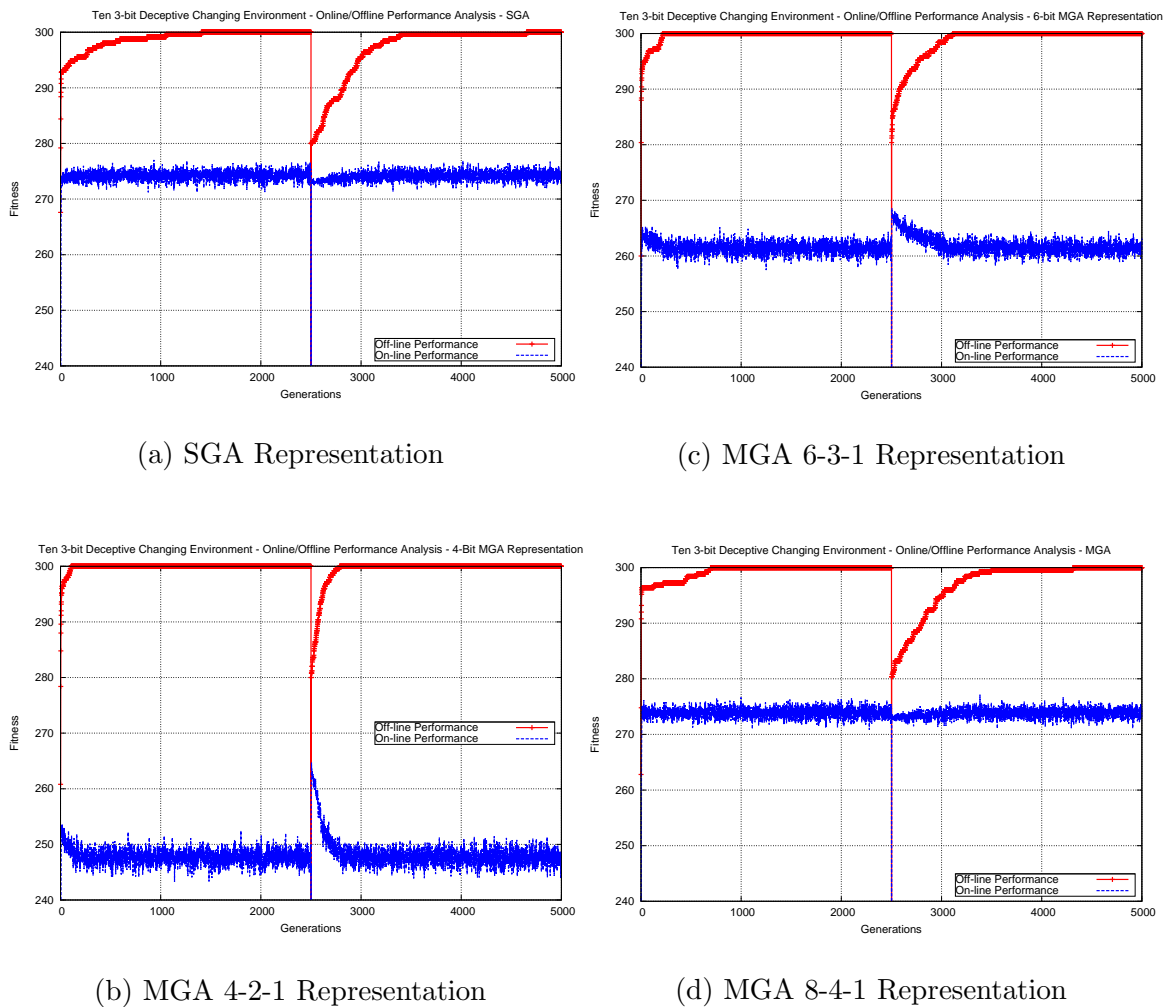 Ten 3-bit Deceptive Changing Environment - Online/Offline Performance Analysis - SGA
300
290
280
270
260
250
240
Fitness
0 1000 2000 3000 4000 5000
Generations
Off-line Performance
On-line Performance
(a) SGA Representation
Ten 3-bit Deceptive Changing Environment - Online/Offline Performance Analysis - 6-bit MGA Representation
300
290
280
270
260
250
240
Fitness
0 1000 2000 3000 4000 5000
Generations
Off-line Performance
On-line Performance
(c) MGA 6-3-1 Representation
Ten 3-bit Deceptive Changing Environment - Online/Offline Performance Analysis - 4-Bit MGA Representation
300
290
280
270
260
250
240
Fitness
0 1000 2000 3000 4000 5000
Generations
Off-line Performance
On-line Performance
(b) MGA 4-2-1 Representation
Ten 3-bit Deceptive Changing Environment - Online/Offline Performance Analysis - MGA
300
290
280
270
260
250
240
Fitness
0 1000 2000 3000 4000 5000
Generations
Off-line Performance
On-line Performance
(d) MGA 8-4-1 Representation